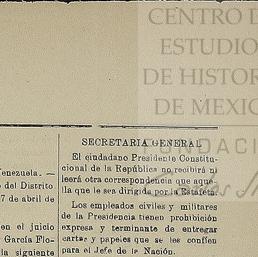 CENTRO D
ESTUDIO
DE HISTOR
DE MEXIC
FUNDACI
SECRETARIA GENERAL
El ciudadano Presidente Constitu-
cional de la República no recibirá ni
leerá otra correspondencia que aque-
lla que le sea dirigida por la Estafeta.
Los empleados civiles y militares
de la Presidencia tienen prohibición
expresa y terminante de entregar
cartas y papeles que se les confíen
para el Jefe de la Nación.
Venezuela. —
o del Distrito
7 de abril de
en el juicio
García Flo-
la siguiente